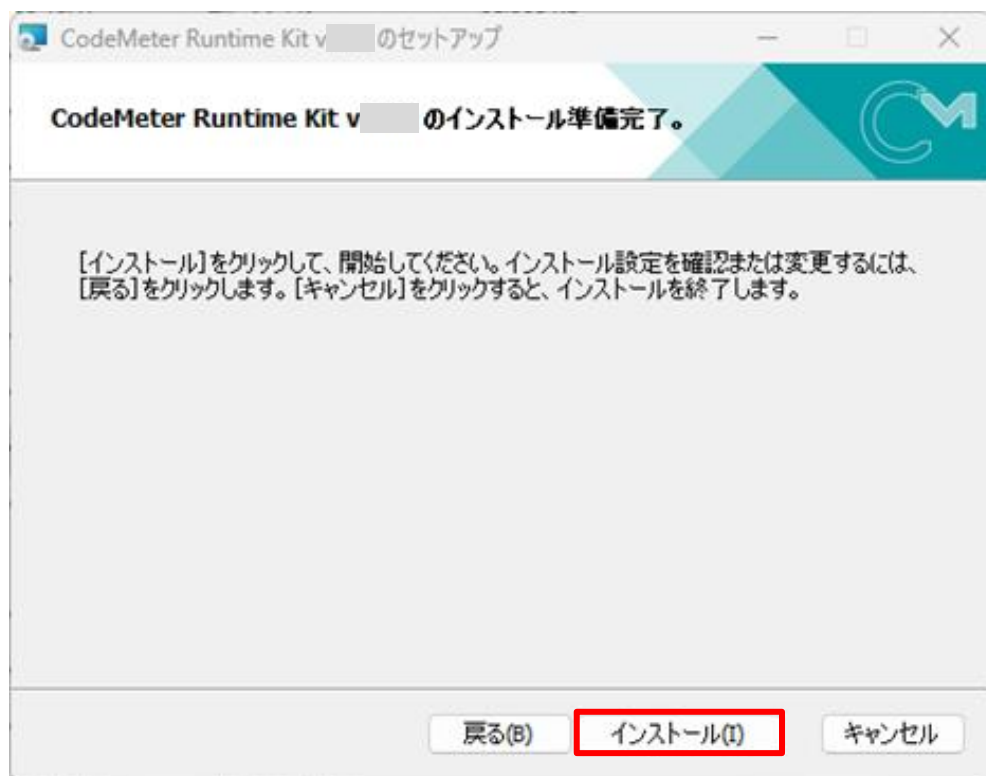 CodeMeter Runtime Kit v のセットアップ
CodeMeter Runtime Kit v のインストール準備完了。
[インストール]をクリックして、開始してください。インストール設定を確認または変更するには、
[戻る]をクリックします。[キャンセル]をクリックすると、インストールを終了します。
戻る(B) インストール(I) キャンセル